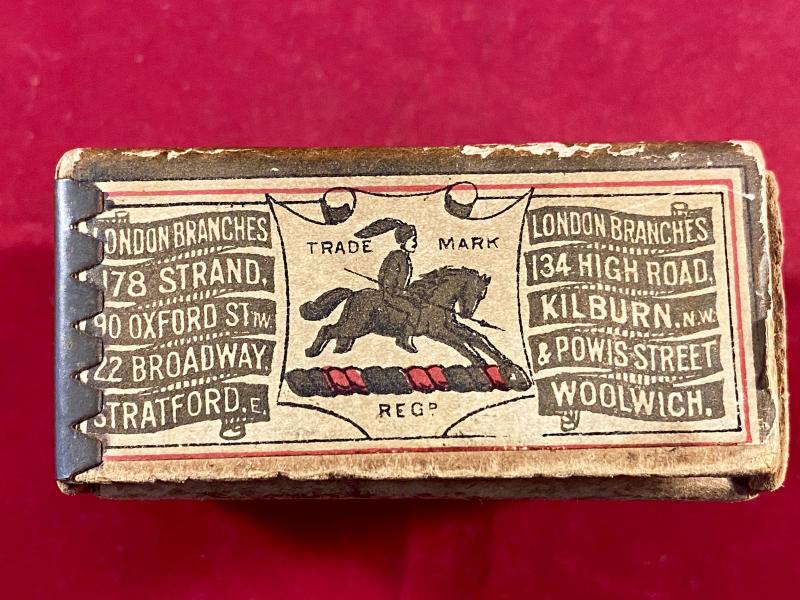 LONDON BRANCHES
178 STRAND,
90 OXFORD ST W.
22 BROADWAY,
STRATFORD. E.
TRADE MARK
REGD
LONDON BRANCHES
134 HIGH ROAD,
KILBURN. N.W.
& POWIS STREET
WOOLWICH.